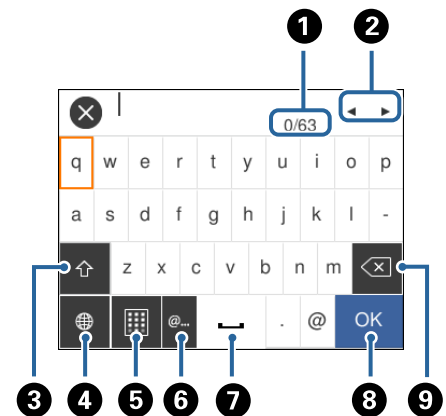 1 2
0/63
q w e r t y u i o p
a s d f g h j k l -
z x c v b n m
@... . @ OK
3 4 5 6 7 8 9